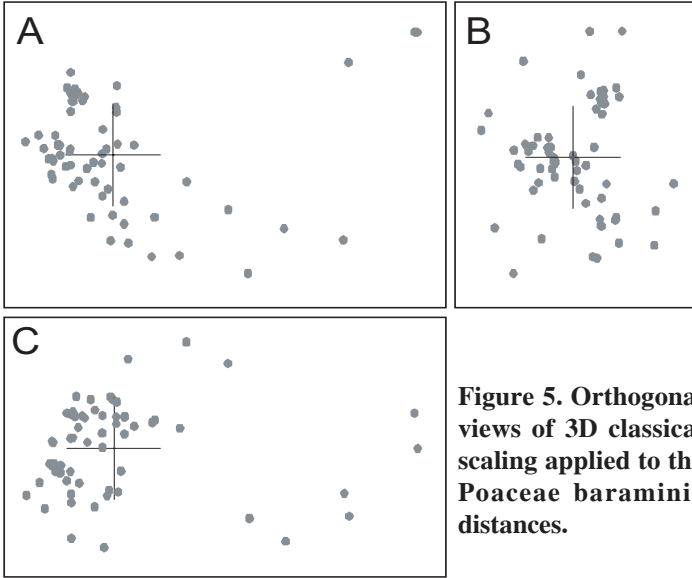 A
B
C
Figure 5. Orthogona
views of 3D classica
scaling applied to th
Poaceae baramini
distances.